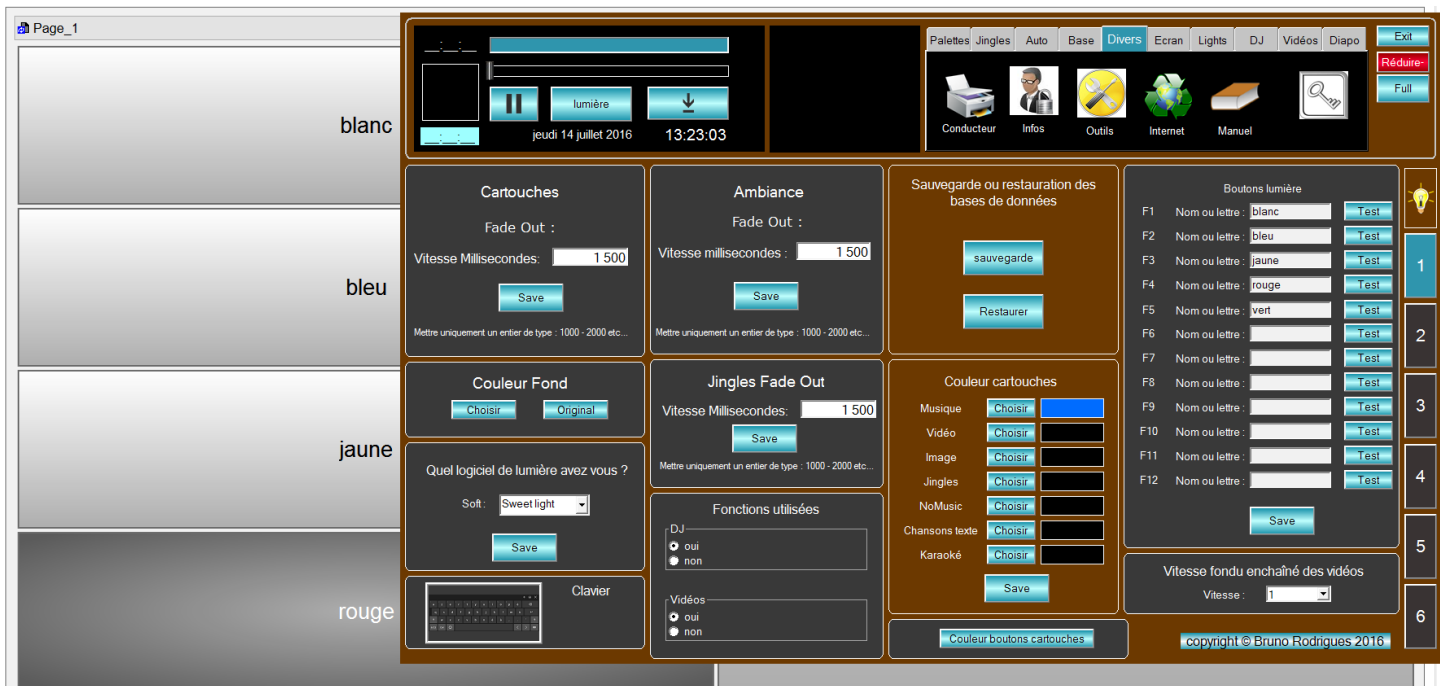 Page_1
blanc
bleu
jaune
rouge
__:__:__
lumière
__:__:__
jeudi 14 juillet 2016
13:23:03
Palettes Jingles Auto Base Divers Ecran Lights DJ Vidéos Diapo
Conducteur Infos Outils Internet Manuel
Exit
Réduire-
Full
Cartouches
Fade Out :
Vitesse Millisecondes: 1 500
Save
Mettre uniquement un entier de type : 1000 - 2000 etc...
Ambiance
Fade Out :
Vitesse millisecondes : 1 500
Save
Mettre uniquement un entier de type : 1000 - 2000 etc...
Sauvegarde ou restauration des
bases de données
sauvegarde
Restaurer
Boutons lumière
F1 Nom ou lettre : blanc Test
F2 Nom ou lettre : bleu Test
F3 Nom ou lettre : jaune Test
F4 Nom ou lettre : rouge Test
F5 Nom ou lettre : vert Test
F6 Nom ou lettre : Test
F7 Nom ou lettre : Test
F8 Nom ou lettre : Test
F9 Nom ou lettre : Test
F10 Nom ou lettre : Test
F11 Nom ou lettre : Test
F12 Nom ou lettre : Test
Save
1
2
3
4
5
6
Couleur Fond
Choisir Original
Jingles Fade Out
Vitesse Millisecondes: 1 500
Save
Mettre uniquement un entier de type : 1000 - 2000 etc...
Couleur cartouches
Musique Choisir
Vidéo Choisir
Image Choisir
Jingles Choisir
NoMusic Choisir
Chansons texte Choisir
Karaoké Choisir
Save
Quel logiciel de lumière avez vous ?
Soft : Sweet light
Save
Fonctions utilisées
DJ
oui
non
Vidéos
oui
non
Clavier
Vitesse fondu enchaîné des vidéos
Vitesse : 1
Couleur boutons cartouches
copyright © Bruno Rodrigues 2016